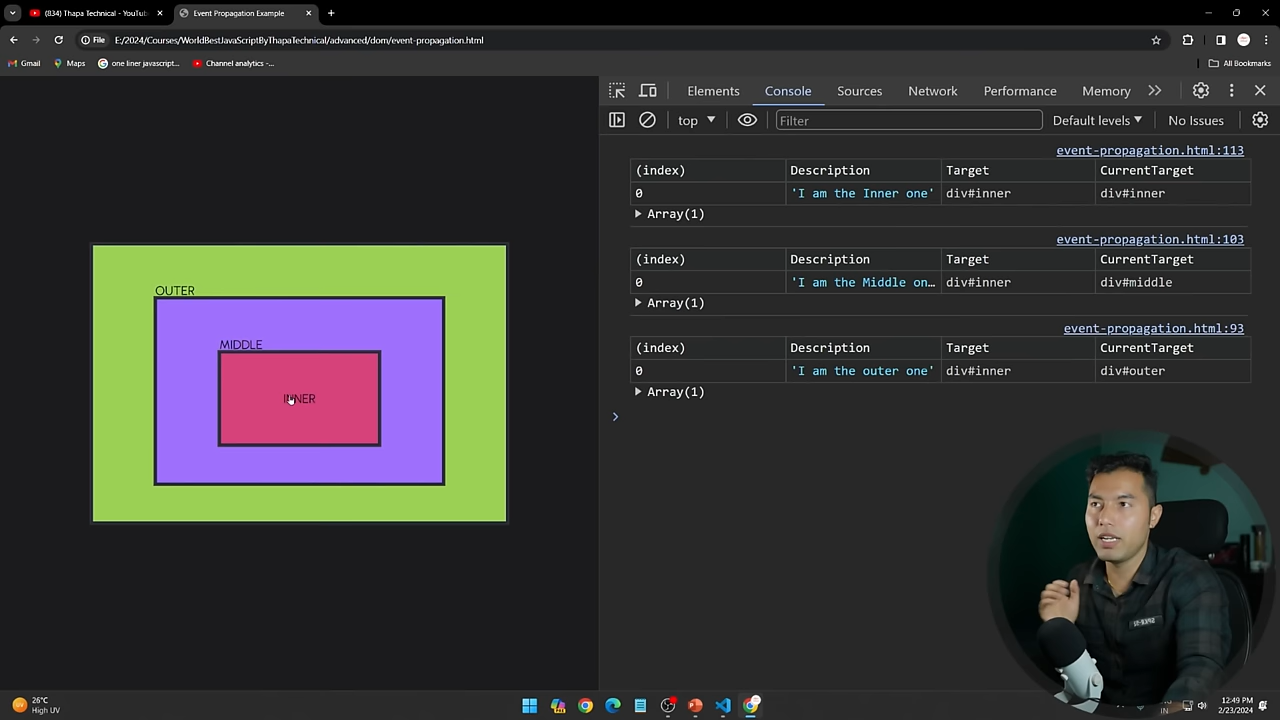 (834) Thapa Technical - YouTub
Event Propagation Example
File
E:/2024/Courses/WorldBestJavaScriptByThapaTechnical/advanced/dom/event-propagation.html
Gmail
Maps
one liner javascript...
Channel analytics -...
All Bookmarks
Elements
Console
Sources
Network
Performance
Memory
top
Filter
Default levels
No Issues
event-propagation.html:113
(index) Description Target CurrentTarget
0 'I am the Inner one' div#inner div#inner
Array(1)
event-propagation.html:103
(index) Description Target CurrentTarget
0 'I am the Middle on… div#inner div#middle
Array(1)
event-propagation.html:93
(index) Description Target CurrentTarget
0 'I am the outer one' div#inner div#outer
Array(1)
OUTER
MIDDLE
INNER
26°C
High UV
IN
12:49 PM
2/23/2024